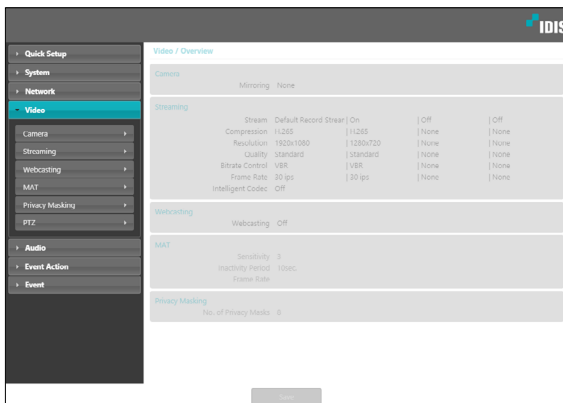 IDIS
Quick Setup
System
Network
Video
Camera
Streaming
Webcasting
MAT
Privacy Masking
PTZ
Audio
Event Action
Event
Video / Overview
Camera
Mirroring None
Streaming
Stream Default Record Stream | On | Off | Off
Compression H.265 | H.265 | None | None
Resolution 1920x1080 | 1280x720 | None | None
Quality Standard | Standard | None | None
Bitrate Control VBR | VBR | None | None
Frame Rate 30 ips | 30 ips | None | None
Intelligent Codec Off
Webcasting
Webcasting Off
MAT
Sensitivity 3
Inactivity Period 10sec.
Frame Rate
Privacy Masking
No. of Privacy Masks 0
Save